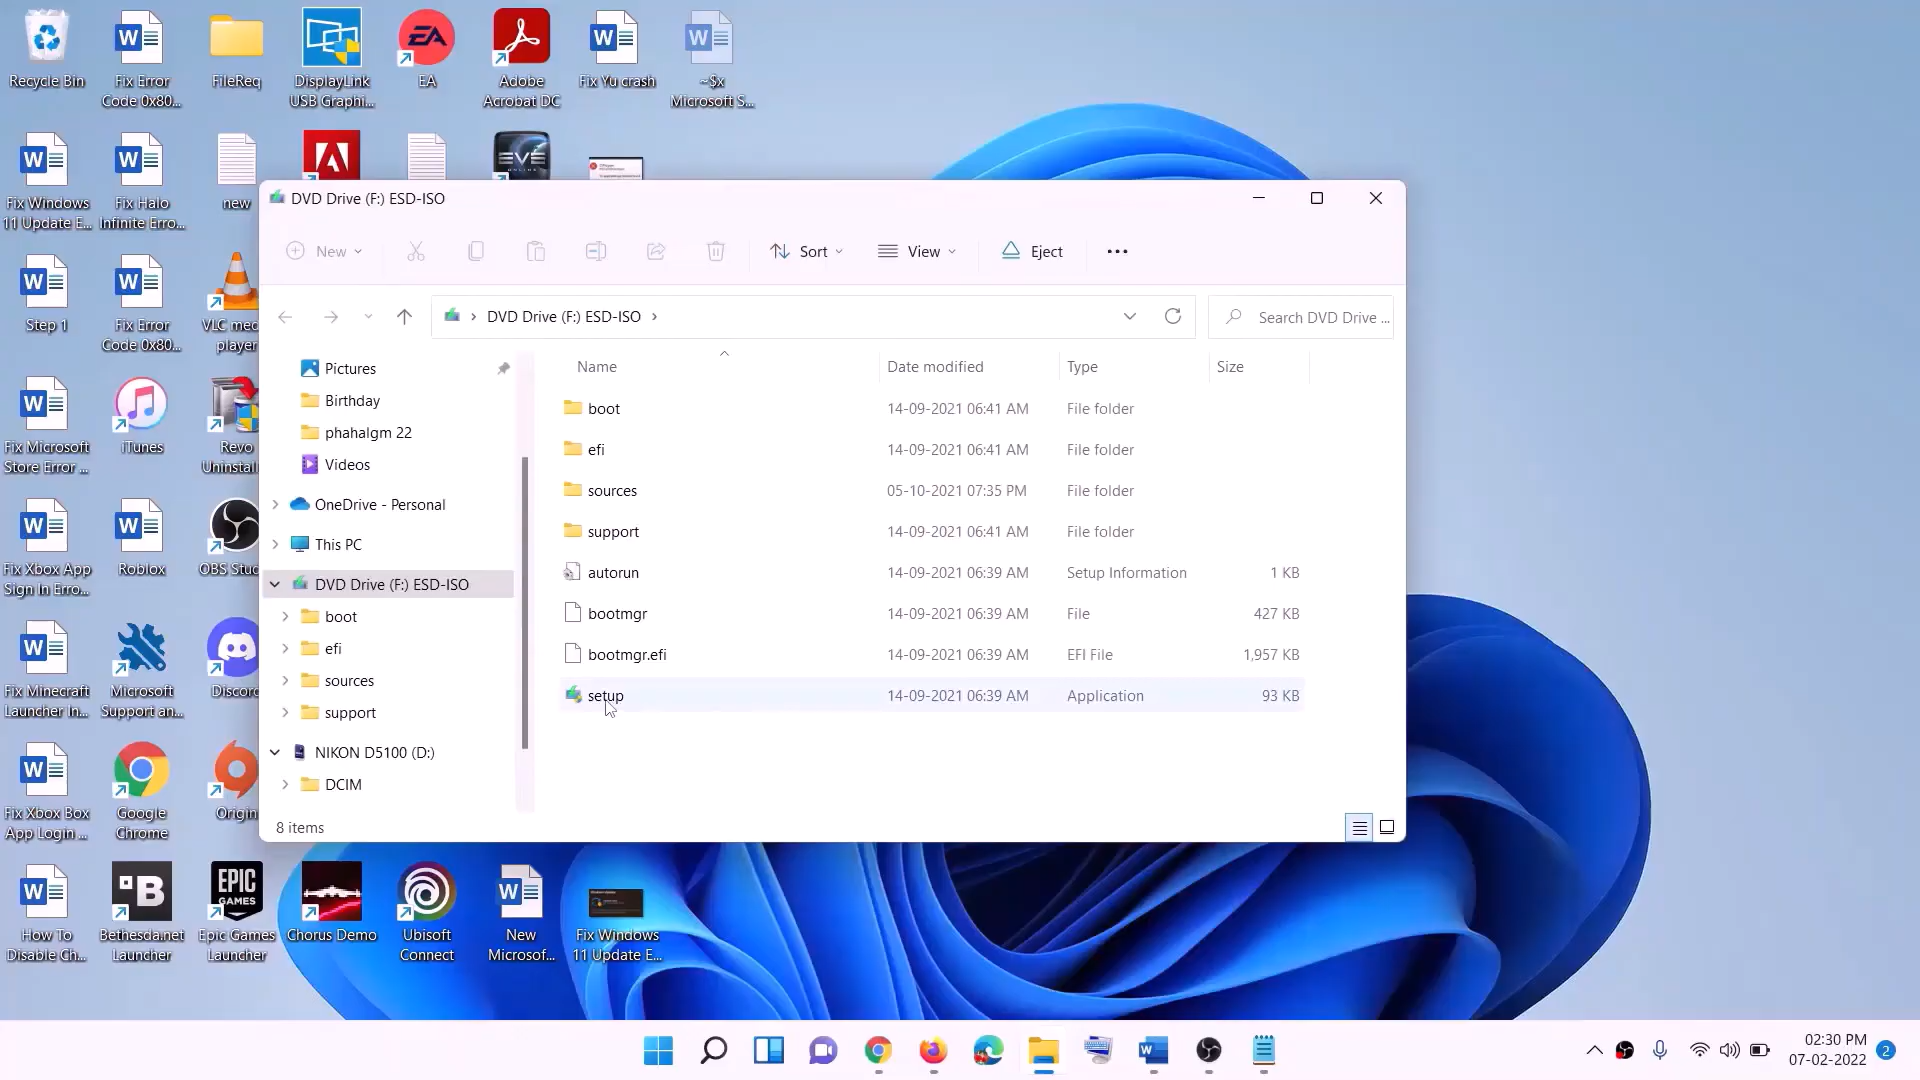 Recycle Bin
Fix Error
Code 0x80...
FileReq
DisplayLink
USB Graphi...
EA
Adobe
Acrobat DC
Fix Yu crash
~$x
Microsoft S...
Fix Windows
11 Update E...
Fix Halo
Infinite Erro...
new
EVE
ONLINE
Step 1
Fix Error
Code 0x80...
VLC med
player
Fix Microsoft
Store Error ...
iTunes
Revo
Uninstall
Fix Xbox App
Sign In Erro...
Roblox
OBS Stud
Fix Minecraft
Launcher In...
Microsoft
Support an...
Discord
Fix Xbox Box
App Login ...
Google
Chrome
Origin
How To
Disable Ch...
Bethesda.net
Launcher
EPIC
GAMES
Epic Games
Launcher
Chorus Demo
Ubisoft
Connect
New
Microsof...
Fix Windows
11 Update E...
DVD Drive (F:) ESD-ISO
New
Sort
View
Eject
DVD Drive (F:) ESD-ISO
Search DVD Drive ...
Pictures
Birthday
phahalgm 22
Videos
OneDrive - Personal
This PC
DVD Drive (F:) ESD-ISO
boot
efi
sources
support
NIKON D5100 (D:)
DCIM
Name Date modified Type Size
boot 14-09-2021 06:41 AM File folder
efi 14-09-2021 06:41 AM File folder
sources 05-10-2021 07:35 PM File folder
support 14-09-2021 06:41 AM File folder
autorun 14-09-2021 06:39 AM Setup Information 1 KB
bootmgr 14-09-2021 06:39 AM File 427 KB
bootmgr.efi 14-09-2021 06:39 AM EFI File 1,957 KB
setup 14-09-2021 06:39 AM Application 93 KB
8 items
02:30 PM
07-02-2022
2